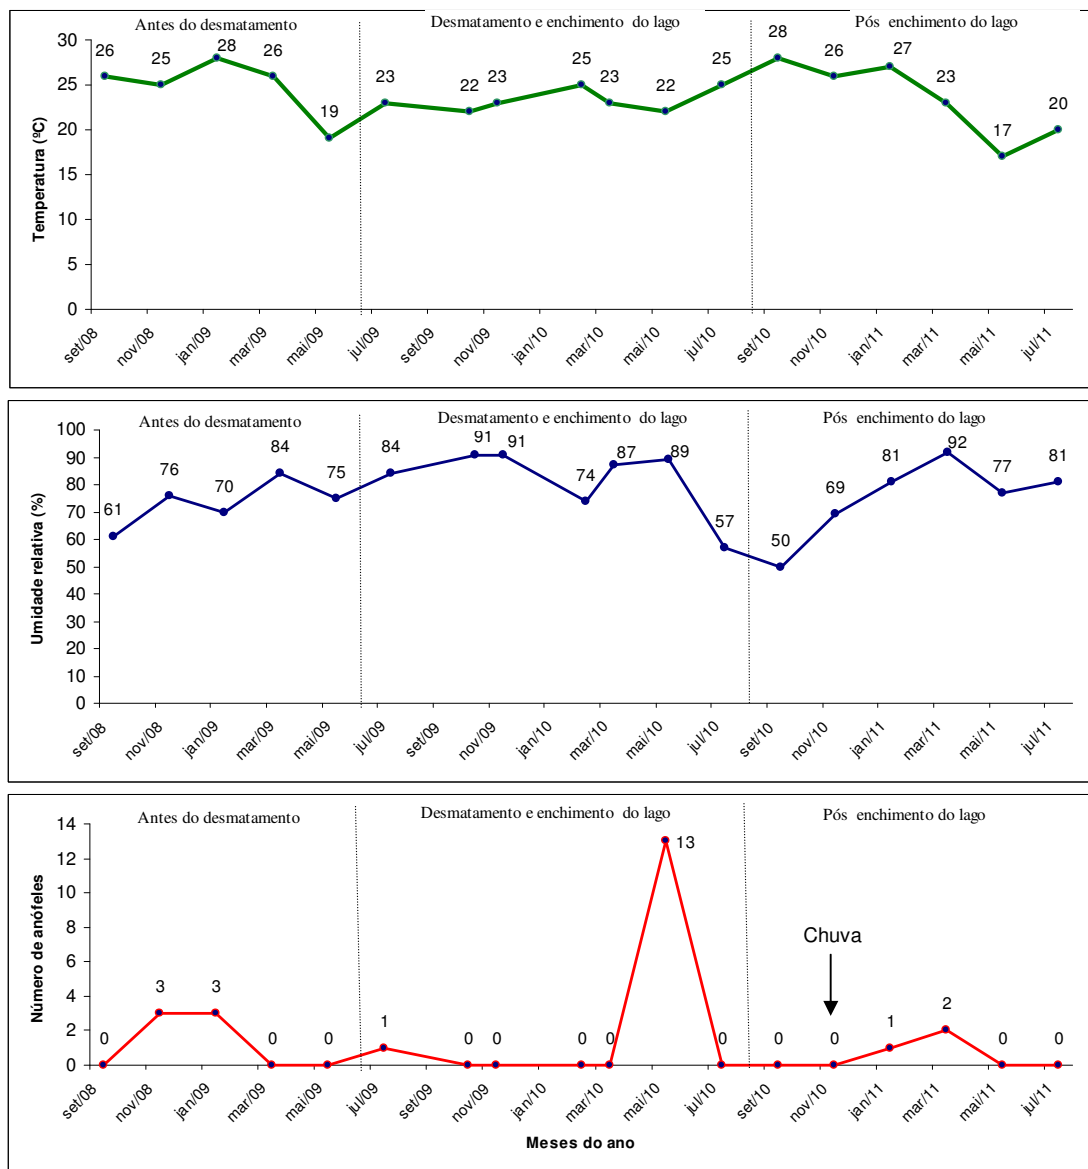 Antes do desmatamento
Desmatamento e enchimento do lago
Pós enchimento do lago
Temperatura (ºC)
30
25
20
15
10
5
0
26 25 28 26 19 23 22 23 25 23 22 25 28 26 27 23 17 20
set/08 nov/08 jan/09 mar/09 mai/09 jul/09 set/09 nov/09 jan/10 mar/10 mai/10 jul/10 set/10 nov/10 jan/11 mar/11 mai/11 jul/11
Antes do desmatamento
Desmatamento e enchimento do lago
Pós enchimento do lago
Umidade relativa (%)
100
90
80
70
60
50
40
30
20
10
0
61 76 70 84 75 84 91 91 74 87 89 57 50 69 81 92 77 81
set/08 nov/08 jan/09 mar/09 mai/09 jul/09 set/09 nov/09 jan/10 mar/10 mai/10 jul/10 set/10 nov/10 jan/11 mar/11 mai/11 jul/11
Antes do desmatamento
Desmatamento e enchimento do lago
Pós enchimento do lago
Número de anófeles
14
12
10
8
6
4
2
0
0 3 3 0 0 1 0 0 0 0 13 0 0 0 1 2 0 0
Chuva
set/08 nov/08 jan/09 mar/09 mai/09 jul/09 set/09 nov/09 jan/10 mar/10 mai/10 jul/10 set/10 nov/10 jan/11 mar/11 mai/11 jul/11
Meses do ano